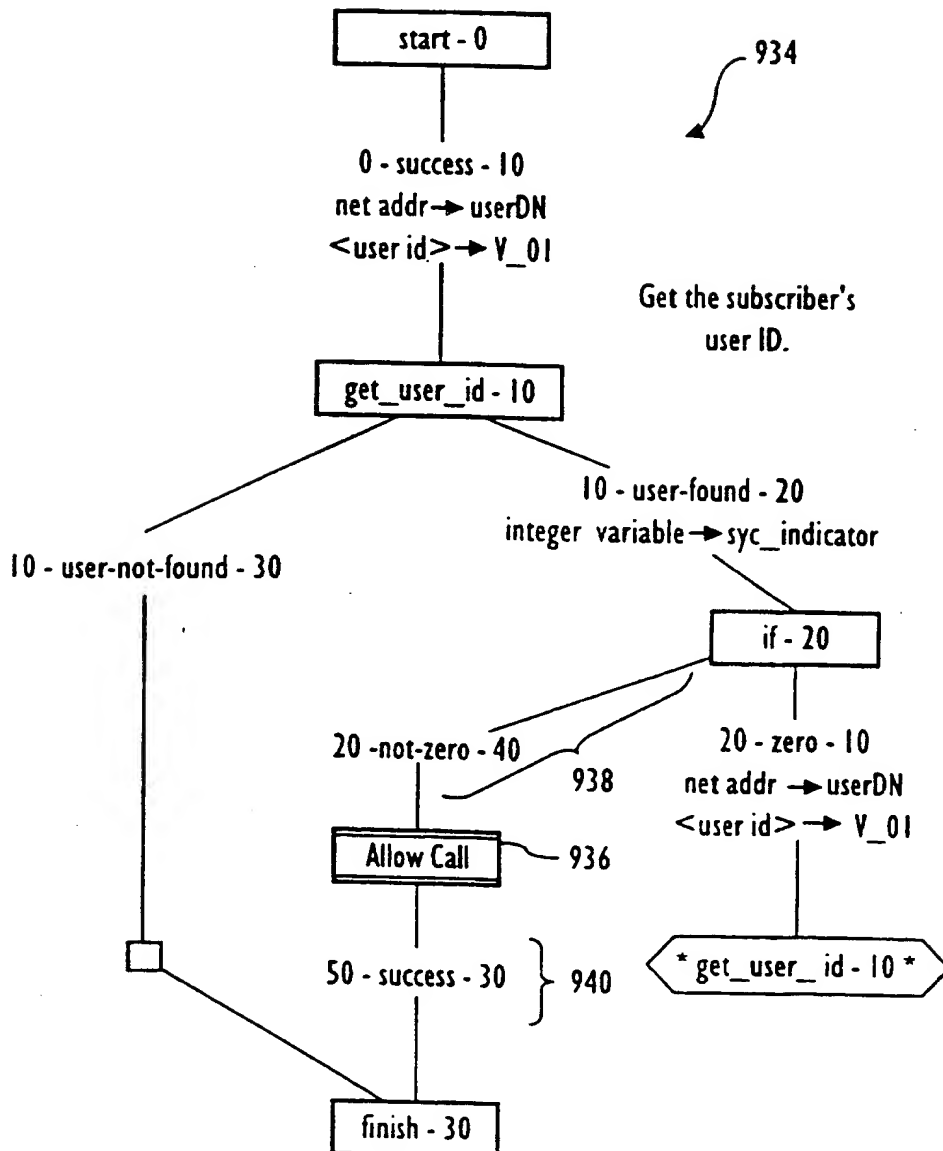 start - 0
934
0 - success - 10
net addr→userDN
<user id>→V_01
Get the subscriber's
user ID.
get_user_id - 10
10 - user-found - 20
integer variable→syc_indicator
10 - user-not-found - 30
if - 20
20 -not-zero - 40
938
20 - zero - 10
net addr→userDN
<user id>→V_01
Allow Call
936
* get_user_ id - 10 *
50 - success - 30
940
finish - 30